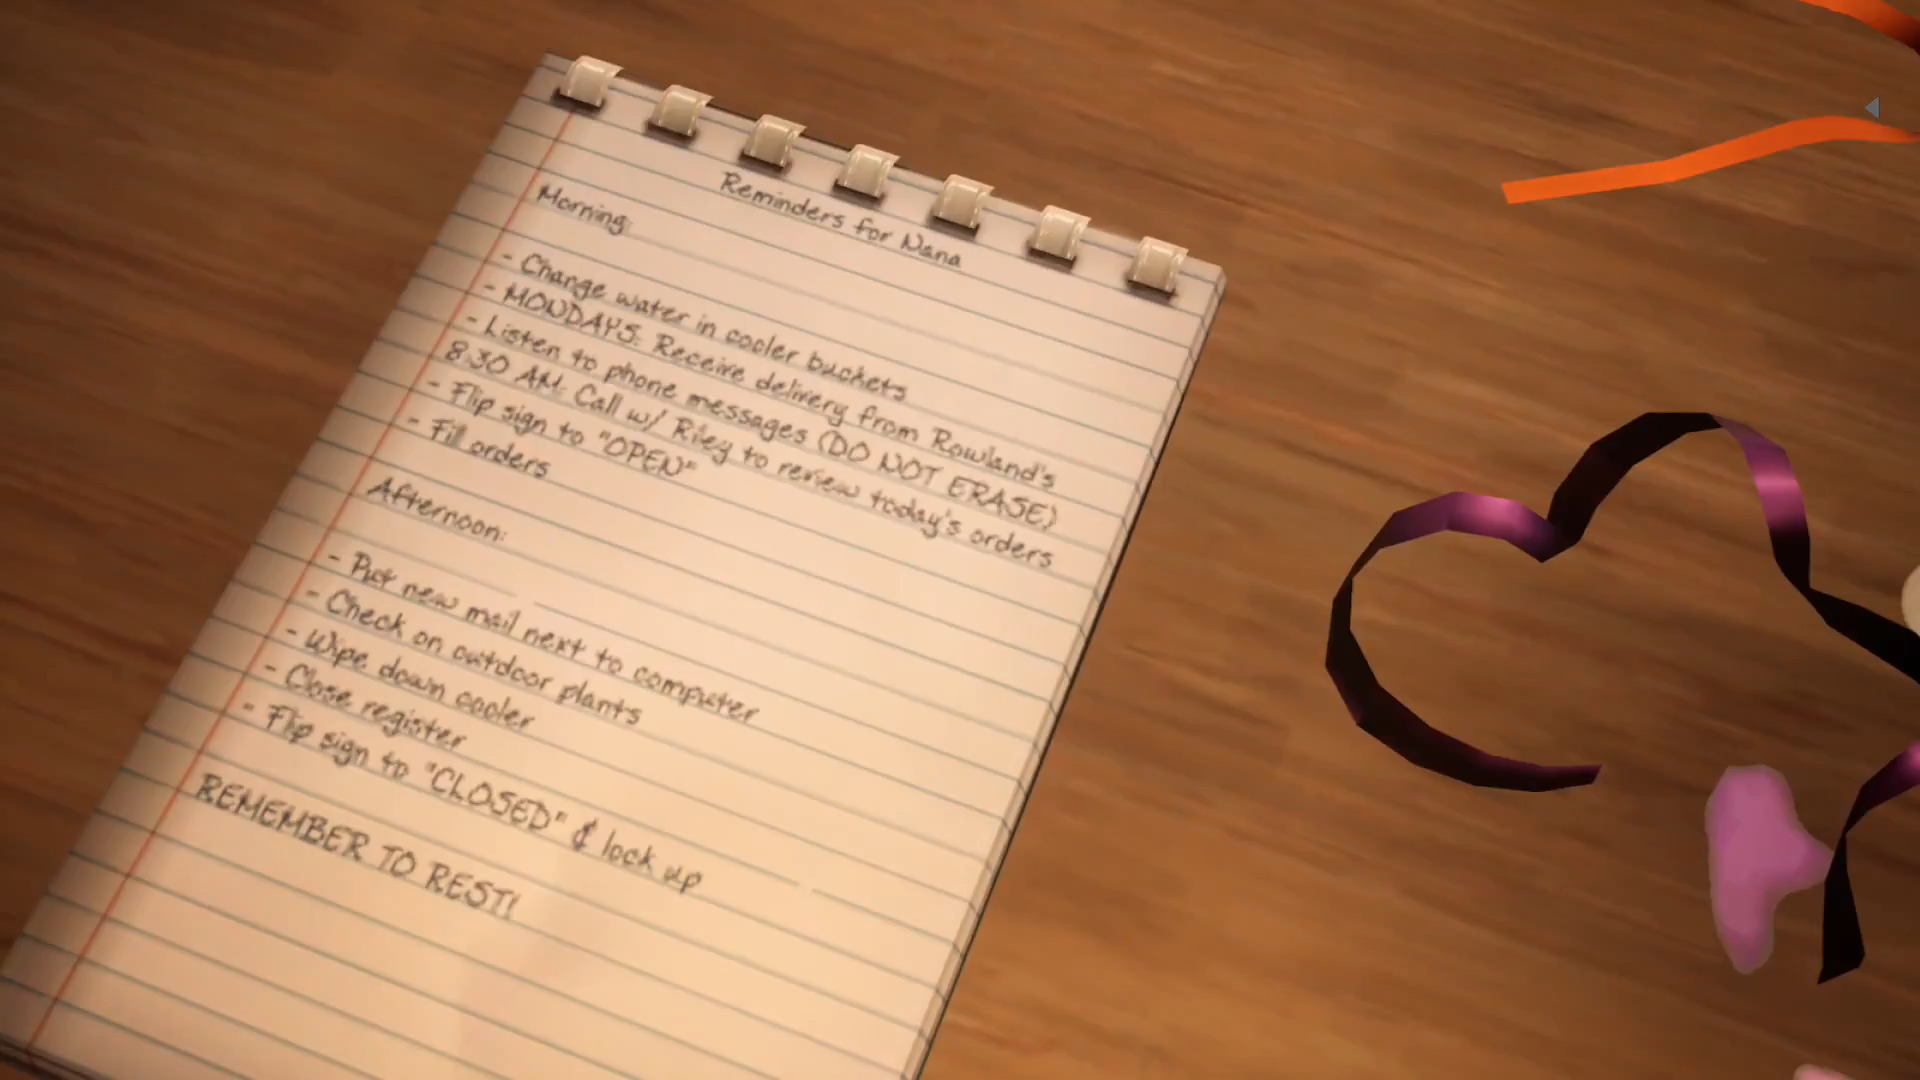 Reminders for Nana
Morning:
- Change water in cooler buckets
- MONDAYS: Receive delivery from Rowland's
- Listen to phone messages (DO NOT ERASE)
8:30 AM: Call w/ Riley to review today's orders
- Flip sign to "OPEN"
- Fill orders
Afternoon:
- Put new mail next to computer
- Check on outdoor plants
- Wipe down cooler
- Close register
- Flip sign to "CLOSED" & lock up
REMEMBER TO REST!